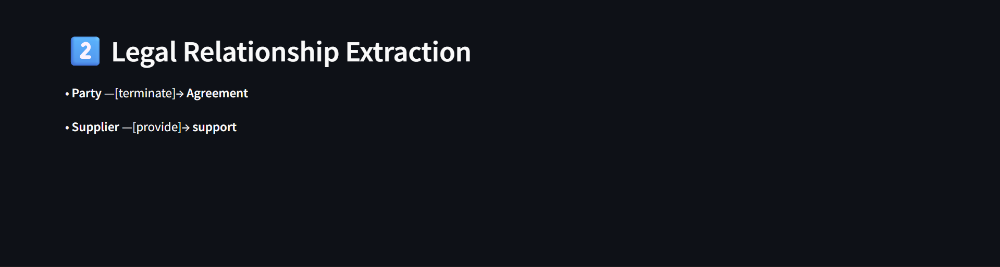 2 Legal Relationship Extraction
• Party —[terminate]→ Agreement
• Supplier —[provide]→ support